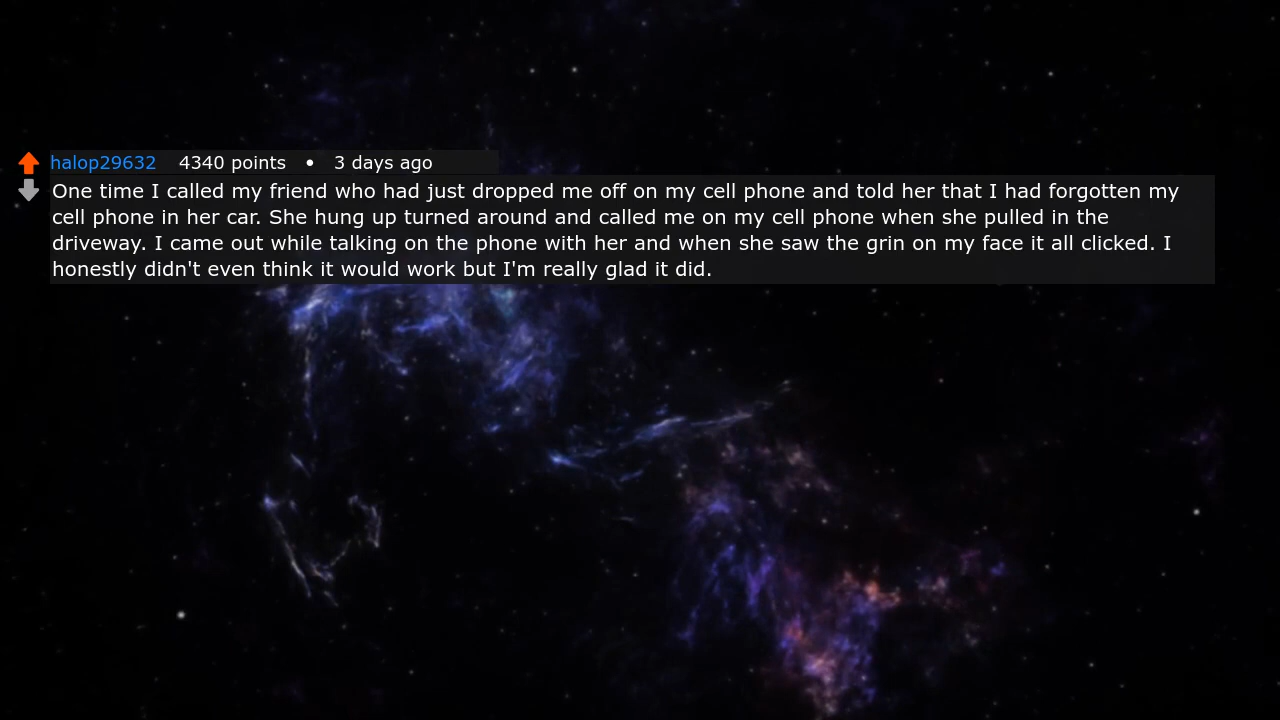 halop29632 4340 points • 3 days ago
One time I called my friend who had just dropped me off on my cell phone and told her that I had forgotten my
cell phone in her car. She hung up turned around and called me on my cell phone when she pulled in the
driveway. I came out while talking on the phone with her and when she saw the grin on my face it all clicked. I
honestly didn't even think it would work but I'm really glad it did.